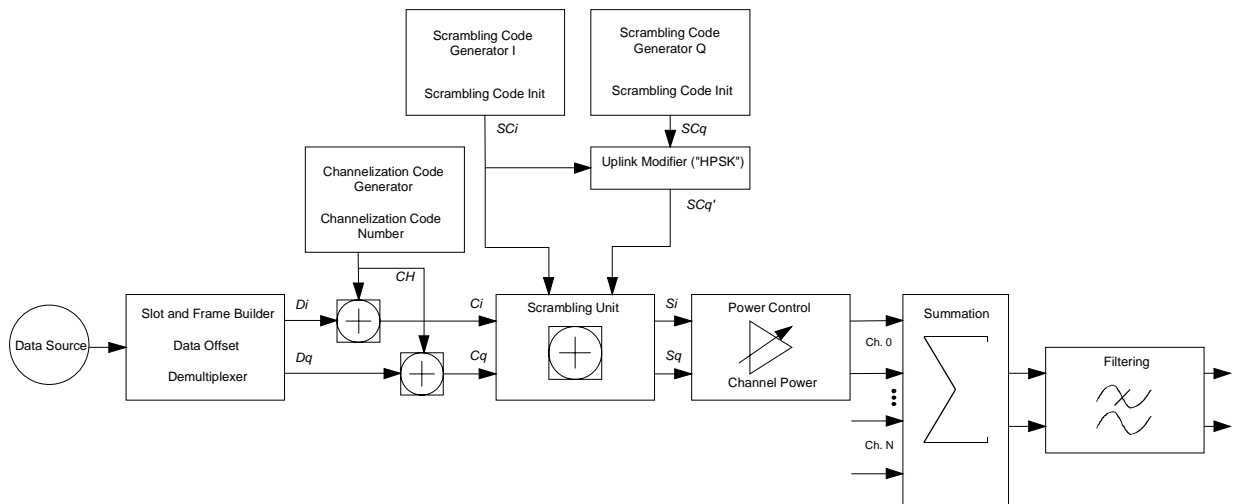 Scrambling Code
Generator I
Scrambling Code Init
Scrambling Code
Generator Q
Scrambling Code Init
SCi
SCq
Uplink Modifier ("HPSK")
SCq'
Channelization Code
Generator
Channelization Code
Number
CH
Data Source
Slot and Frame Builder
Data Offset
Demultiplexer
Di
Dq
Ci
Cq
Scrambling Unit
Si
Sq
Power Control
Channel Power
Ch. 0
Ch. N
Summation
Filtering